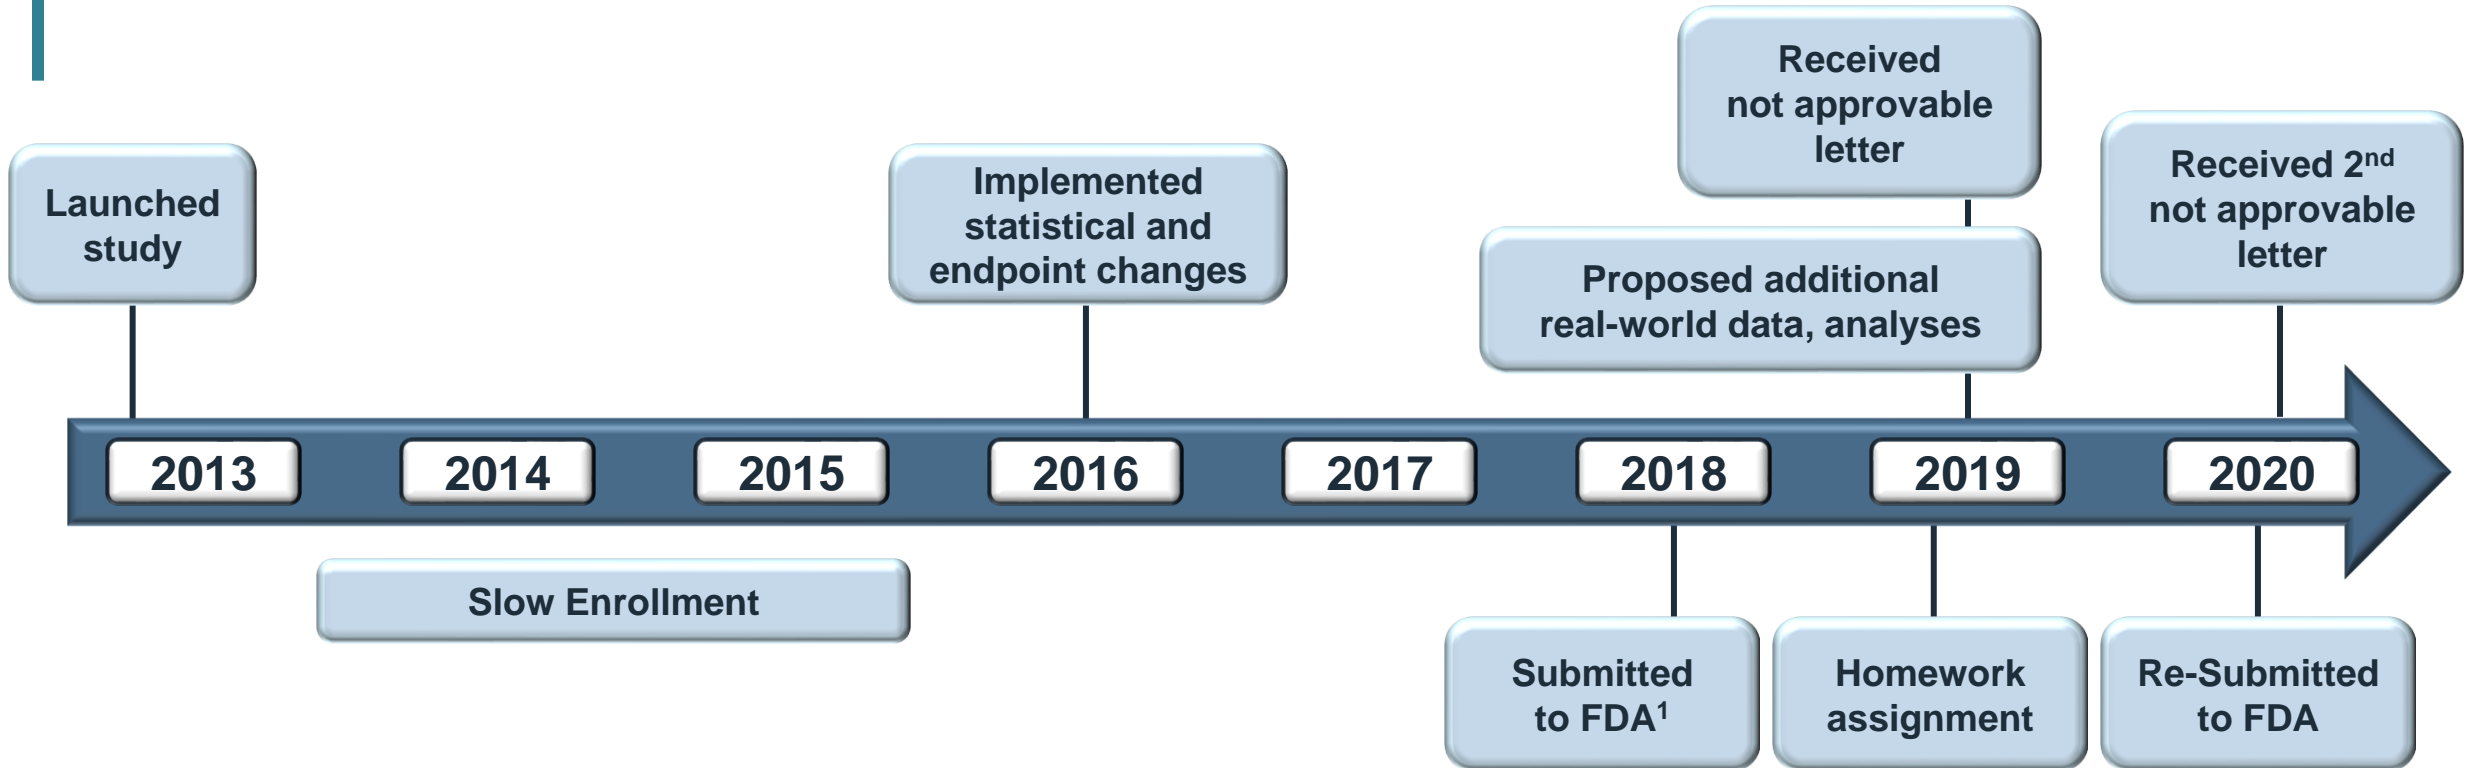 Received
not approvable
letter
Launched
study
Implemented
statistical and
endpoint changes
Proposed additional
real-world data, analyses
Received 2nd
not approvable
letter
2013
2014
2015
2016
2017
2018
2019
2020
Slow Enrollment
Submitted
to FDA1
Homework
assignment
Re-Submitted
to FDA